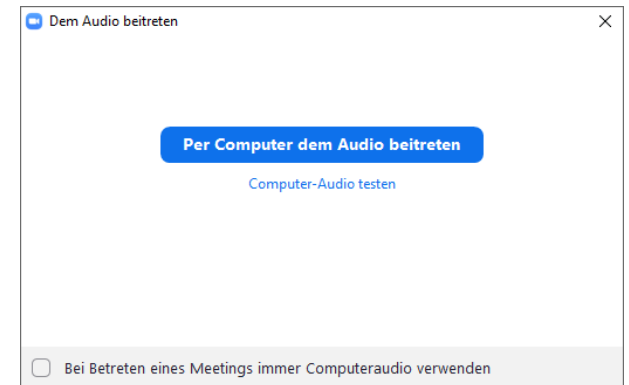 Dem Audio beitreten
Per Computer dem Audio beitreten
Computer-Audio testen
Bei Betreten eines Meetings immer Computeraudio verwenden